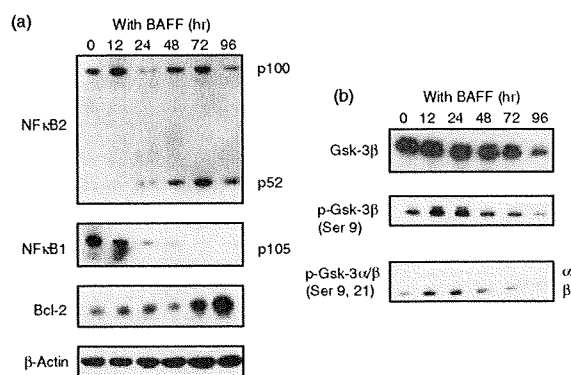 (a)
With BAFF (hr)
0 12 24 48 72 96
NFκB2
p100
p52
NFκB1
p105
Bcl-2
β-Actin
(b)
With BAFF (hr)
0 12 24 48 72 96
Gsk-3β
p-Gsk-3β
(Ser 9)
p-Gsk-3α/β
(Ser 9, 21)
α
β